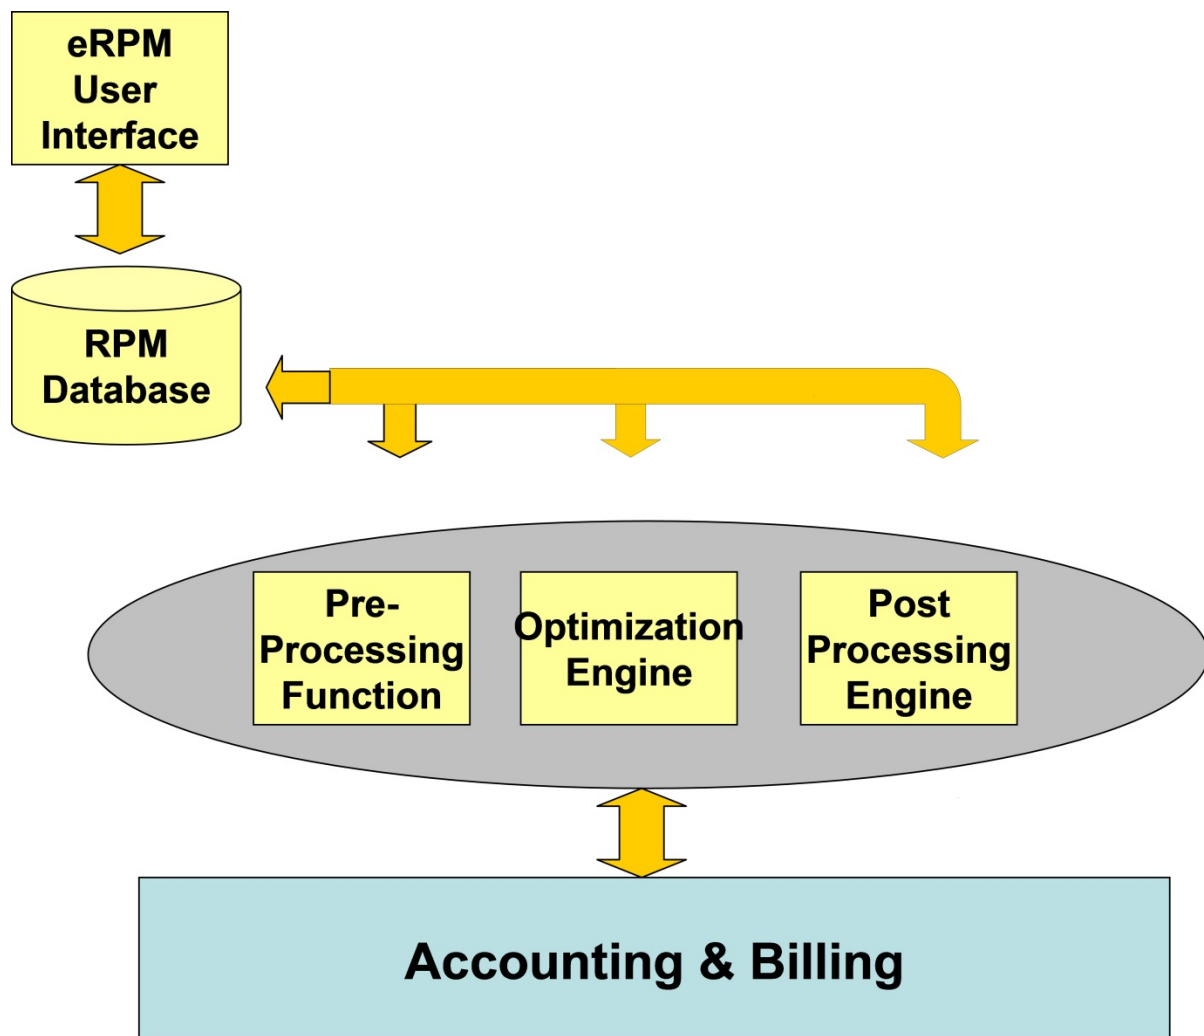 eRPM
User
Interface
RPM
Database
Pre-
Processing
Function
Optimization
Engine
Post
Processing
Engine
Accounting & Billing